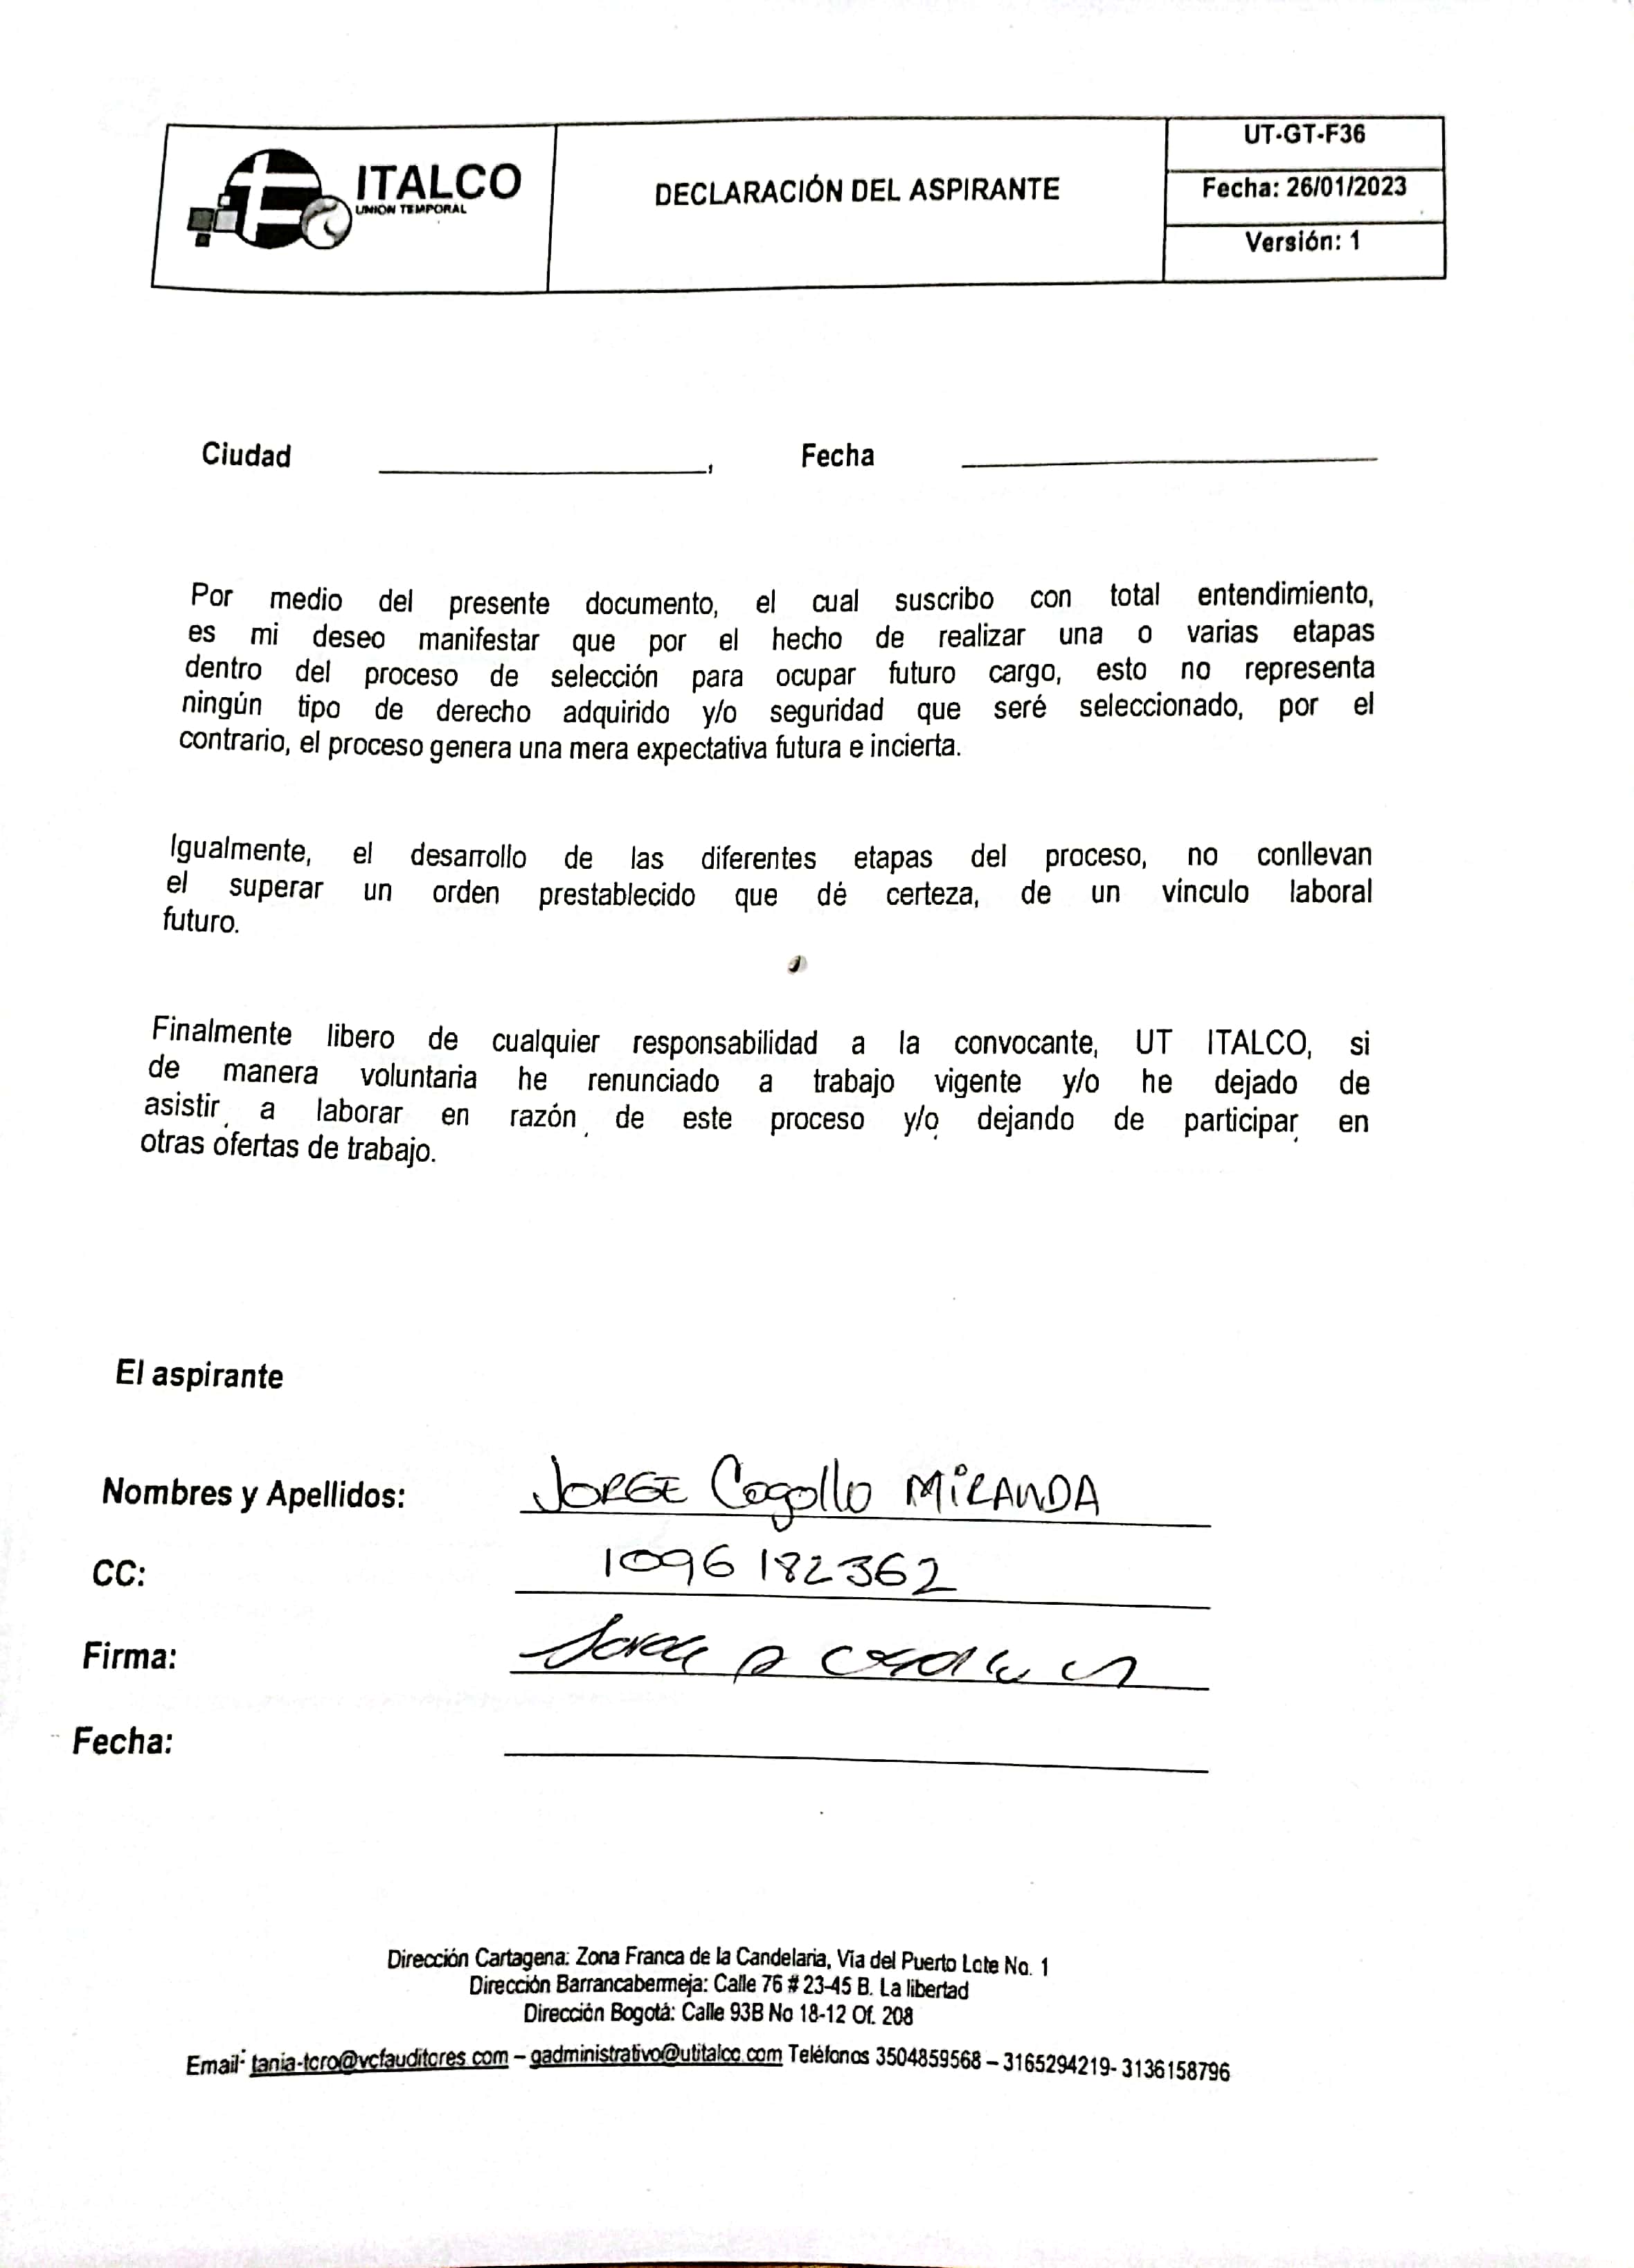 ITALCO
UNION TEMPORAL
DECLARACIÓN DEL ASPIRANTE
UT-GT-F36
Fecha: 26/01/2023
Versión: 1
Ciudad , Fecha
Por medio del presente documento, el cual suscribo con total entendimiento,
es mi deseo manifestar que por el hecho de realizar una o varias etapas
dentro del proceso de selección para ocupar futuro cargo, esto no representa
ningún tipo de derecho adquirido y/o seguridad que seré seleccionado, por el
contrario, el proceso genera una mera expectativa futura e incierta.
Igualmente, el desarrollo de las diferentes etapas del proceso, no conllevan
el superar un orden prestablecido que dé certeza, de un vínculo laboral
futuro.
Finalmente libero de cualquier responsabilidad a la convocante, UT ITALCO, si
de manera voluntaria he renunciado a trabajo vigente y/o he dejado de
asistir a laborar en razón de este proceso y/o dejando de participar en
otras ofertas de trabajo.
El aspirante
Nombres y Apellidos: JORGE Cogollo MiRANDA
CC: 1096 182362
Firma:
Fecha:
Dirección Cartagena: Zona Franca de la Candelaria, Via del Puerto Lote No. 1
Dirección Barrancabermeja: Calle 76 # 23-45 B. La libertad
Dirección Bogotá: Calle 93B No 18-12 Of. 208
Email: tania-toro@vcfauditores.com – gadministrativo@utitalco.com Teléfonos 3504859568 – 3165294219- 3136158796